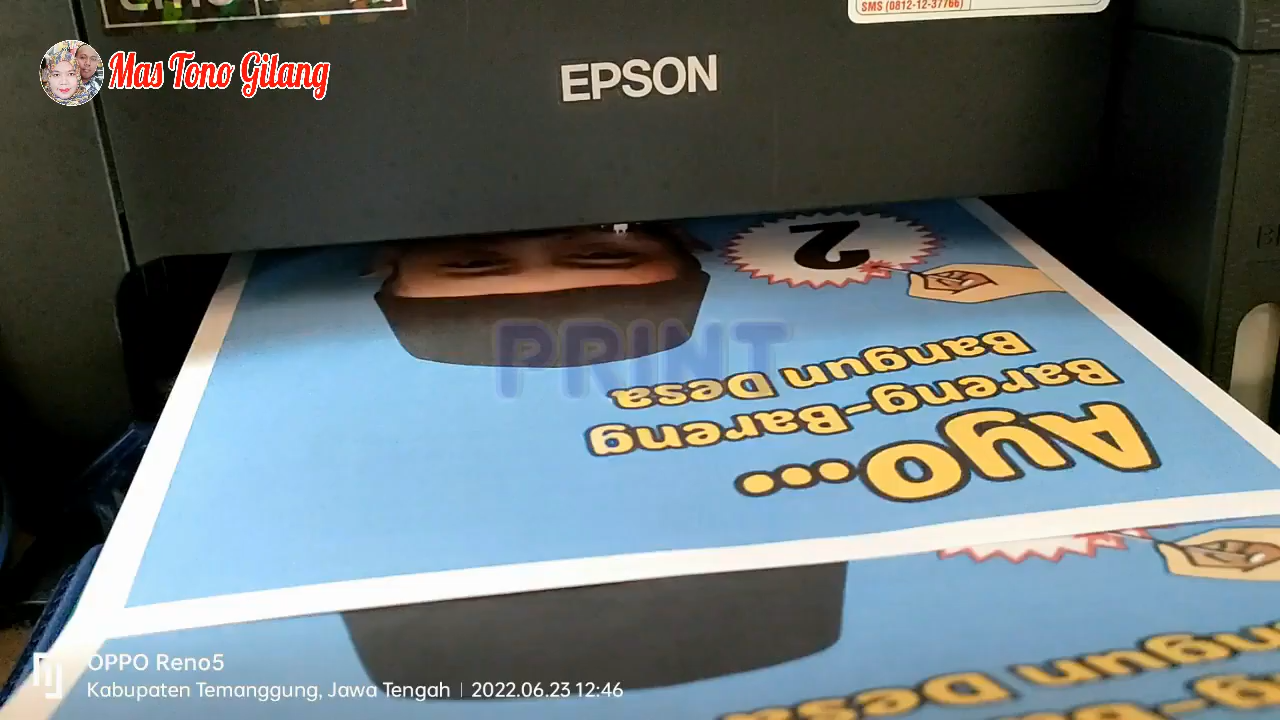 SMS (0812-12-37766)
Mas Tono Gilang
EPSON
2
PRINT
Ayo...
Bareng-Bareng
Bangun Desa
OPPO Reno5
Kabupaten Temanggung, Jawa Tengah | 2022.06.23 12:46